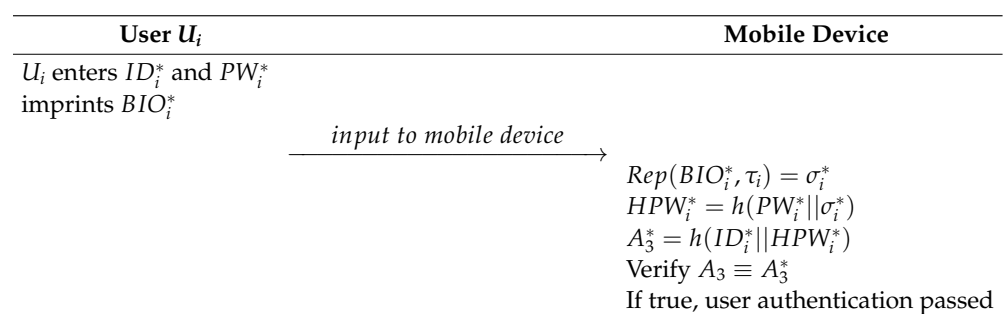 User U_i Mobile Device
U_i enters ID_i^* and PW_i^*
imprints BIO_i^*
input to mobile device
Rep(BIO_i^*, τ_i) = σ_i^*
HPW_i^* = h(PW_i^*||σ_i^*)
A_3^* = h(ID_i^*||HPW_i^*)
Verify A_3 ≡ A_3^*
If true, user authentication passed